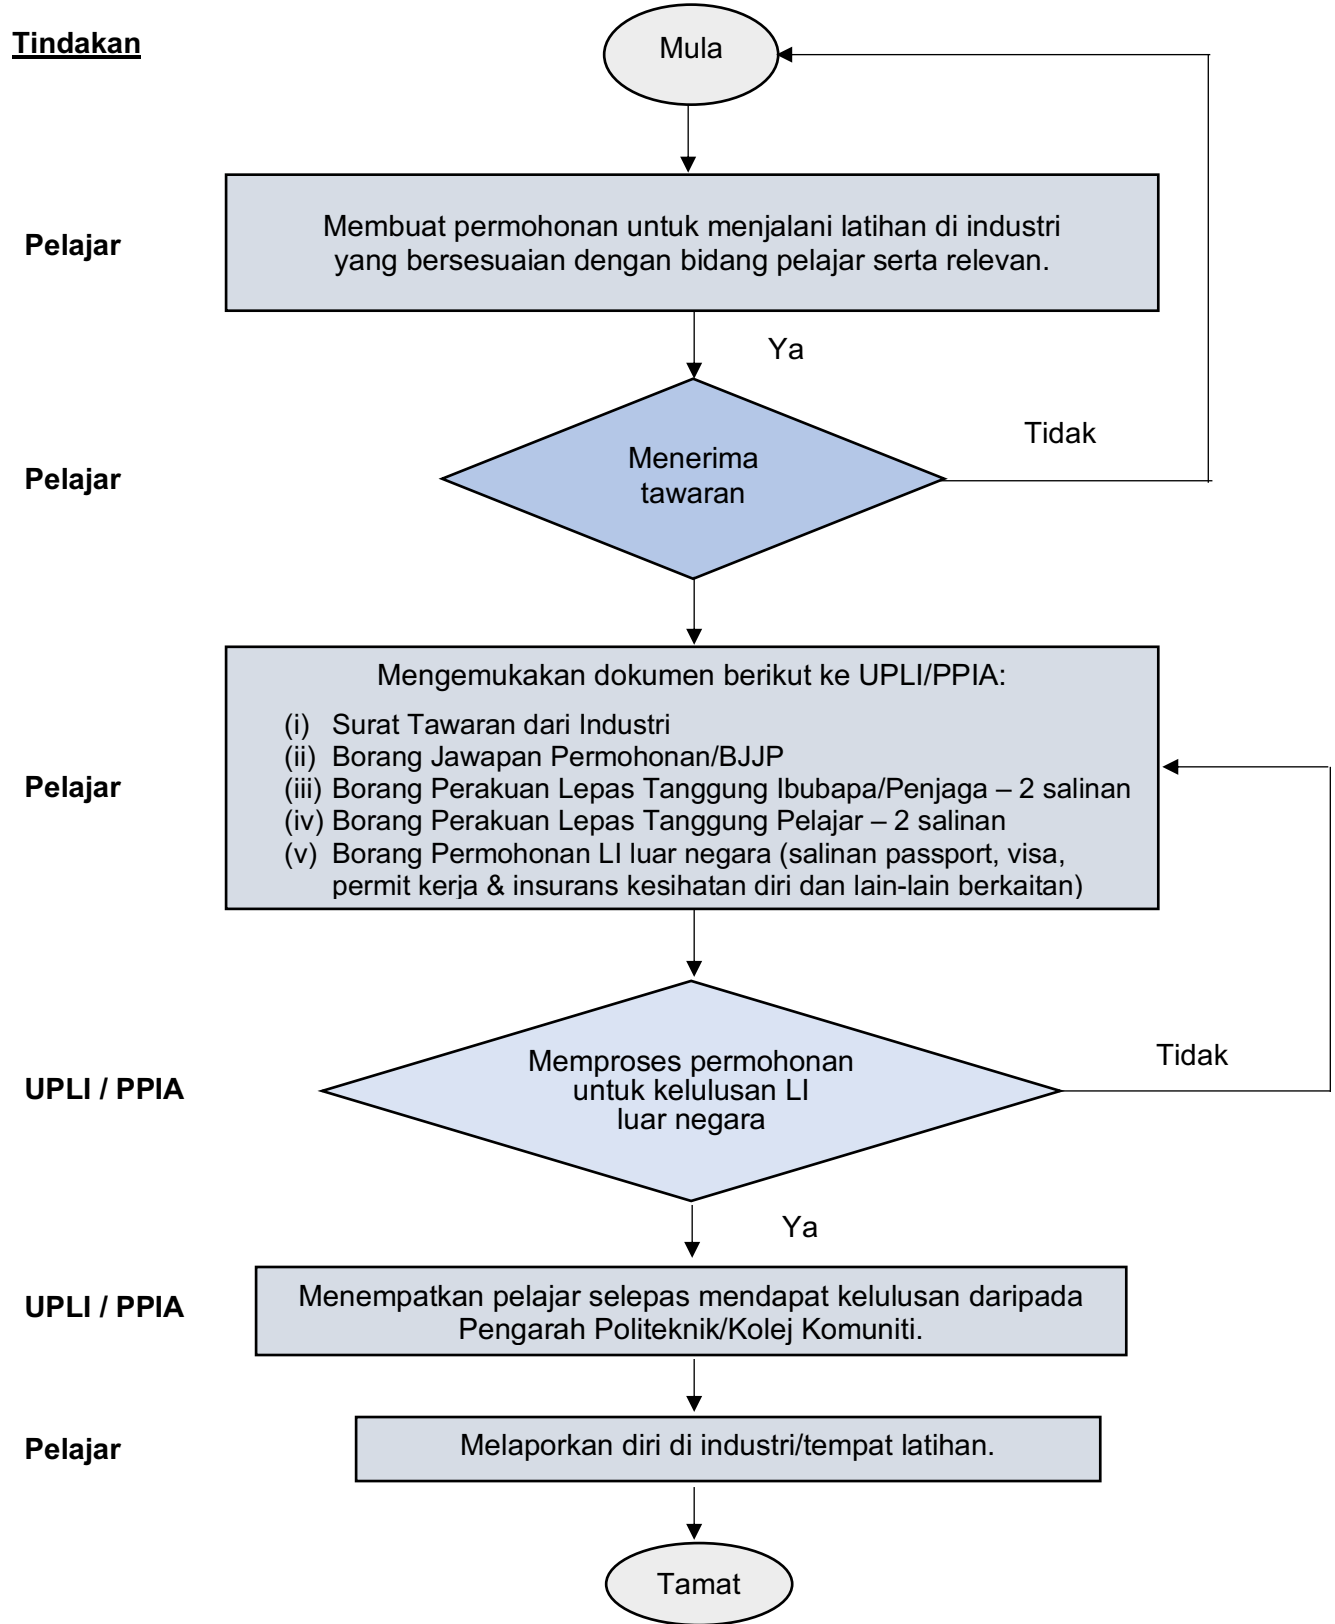 Tindakan
Mula
Pelajar
Membuat permohonan untuk menjalani latihan di industri
yang bersesuaian dengan bidang pelajar serta relevan.
Ya
Pelajar
Menerima
tawaran
Tidak
Pelajar
Mengemukakan dokumen berikut ke UPLI/PPIA:
(i) Surat Tawaran dari Industri
(ii) Borang Jawapan Permohonan/BJJP
(iii) Borang Perakuan Lepas Tanggung Ibubapa/Penjaga – 2 salinan
(iv) Borang Perakuan Lepas Tanggung Pelajar – 2 salinan
(v) Borang Permohonan LI luar negara (salinan passport, visa,
permit kerja & insurans kesihatan diri dan lain-lain berkaitan)
UPLI / PPIA
Memproses permohonan
untuk kelulusan LI
luar negara
Tidak
Ya
UPLI / PPIA
Menempatkan pelajar selepas mendapat kelulusan daripada
Pengarah Politeknik/Kolej Komuniti.
Pelajar
Melaporkan diri di industri/tempat latihan.
Tamat